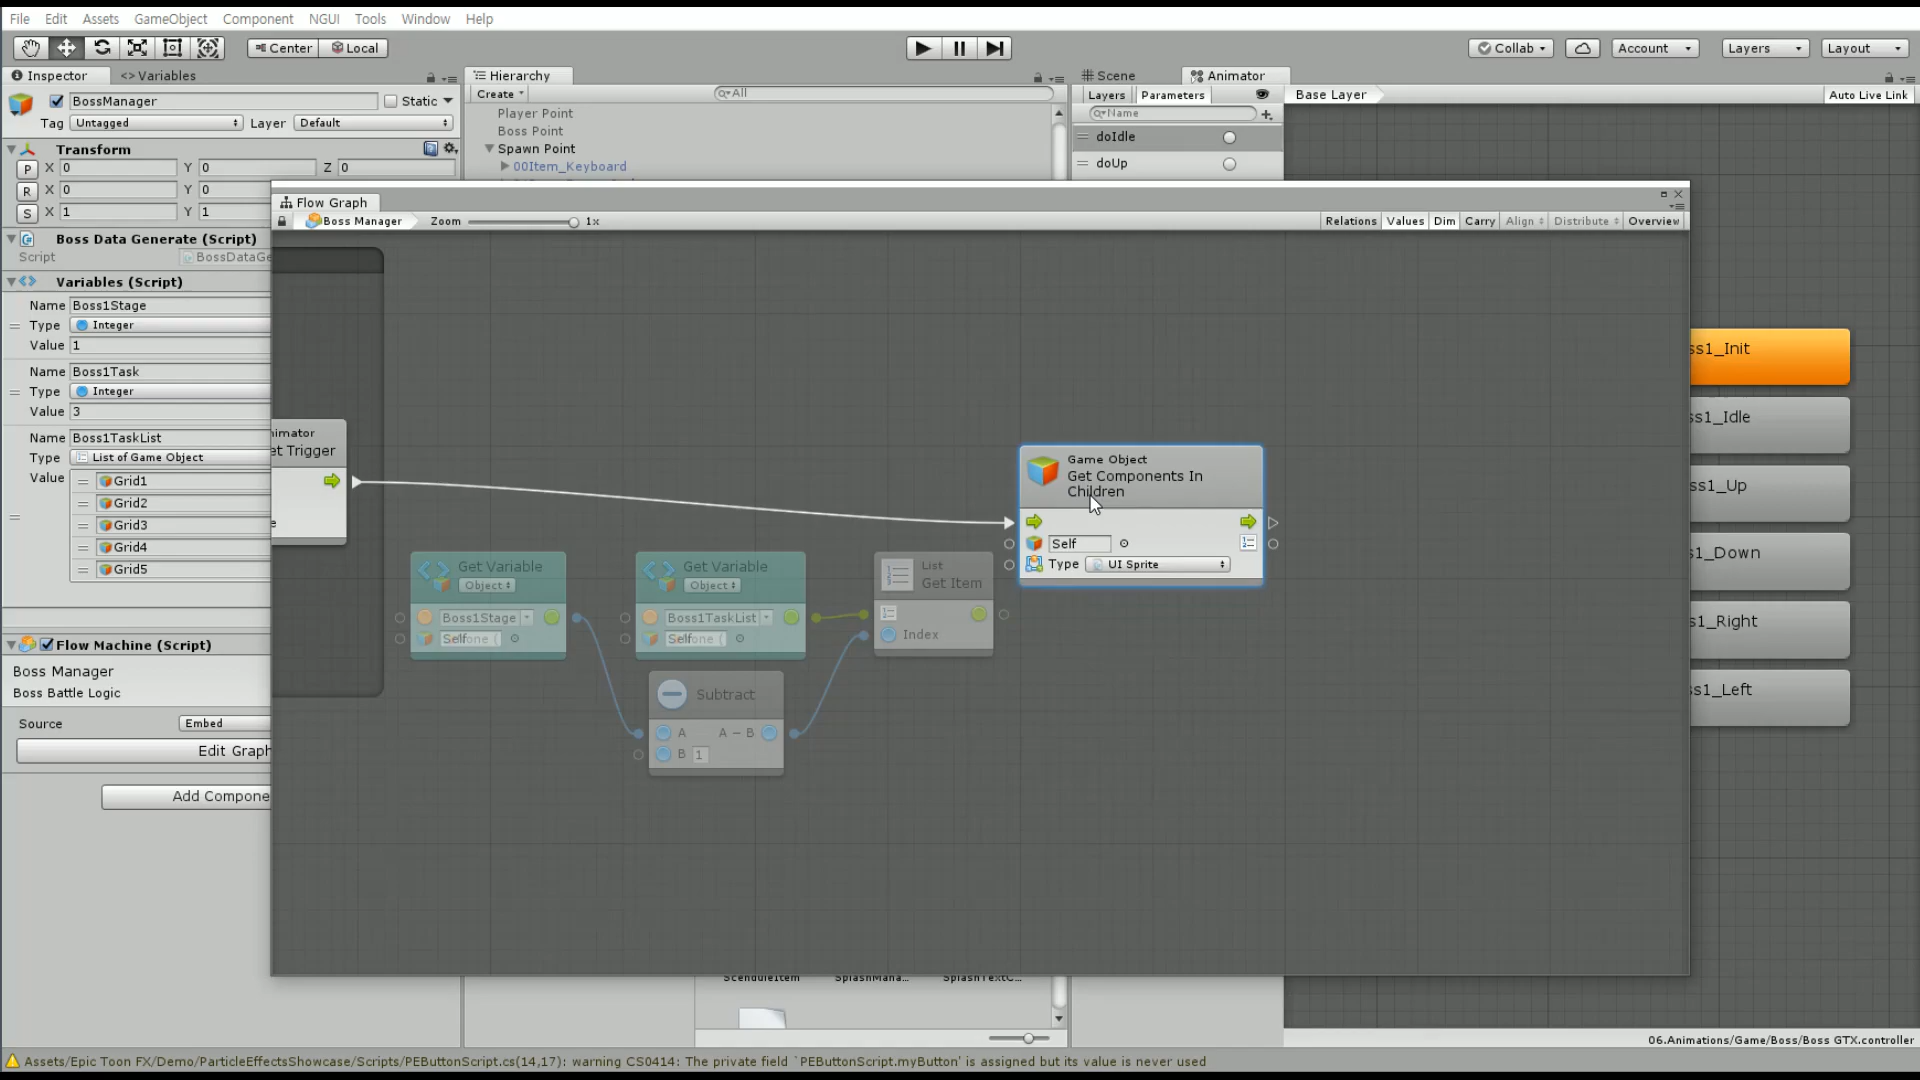 File Edit Assets GameObject Component NGUI Tools Window Help
Center Local Collab Account Layers Layout
Inspector <> Variables
Hierarchy
Scene Animator
BossManager Static
Create All
Layers Parameters Base Layer Auto Live Link
Tag Untagged Layer Default
Player Point
Name
Boss Point
doIdle
Transform
Spawn Point
P X 0 Y 0 Z 0
00Item_Keyboard
doUp
R X 0 Y 0
S X 1 Y 1
Flow Graph
Boss Manager Zoom 1x Relations Values Dim Carry Align Distribute Overview
Boss Data Generate (Script)
Script BossDataGe
Variables (Script)
Name Boss1Stage
Type Integer
Value 1
Name Boss1Task
Type Integer
Value 3
Name Boss1TaskList
Type List of Game Object
Value Grid1
Grid2
Grid3
Grid4
Grid5
nimator
et Trigger
e
Game Object
Get Components In
Children
Self
Type UI Sprite
Get Variable
Object
Boss1Stage
Self
Get Variable
Object
Boss1TaskList
Self
List
Get Item
Index
Subtract
A A − B
B 1
ss1_Init
ss1_Idle
ss1_Up
ss1_Down
s1_Right
ss1_Left
Flow Machine (Script)
Boss Manager
Boss Battle Logic
Source Embed
Edit Graph
Add Compone
ScenduleItem SplashMana... SplashTextC...
06.Animations/Game/Boss/Boss GTX.controller
Assets/Epic Toon FX/Demo/ParticleEffectsShowcase/Scripts/PEButtonScript.cs(14,17): warning CS0414: The private field `PEButtonScript.myButton' is assigned but its value is never used